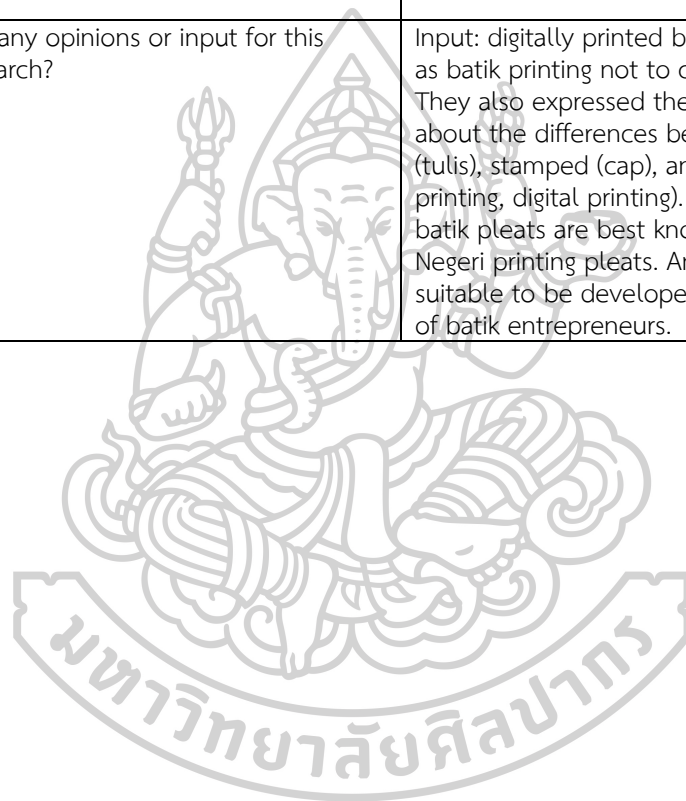 any opinions or input for this
arch?
Input: digitally printed b
as batik printing not to c
They also expressed the
about the differences be
(tulis), stamped (cap), ar
printing, digital printing).
batik pleats are best kno
Negeri printing pleats. Ar
suitable to be develope
of batik entrepreneurs.
มหาวิทยาลัยศิลปากร